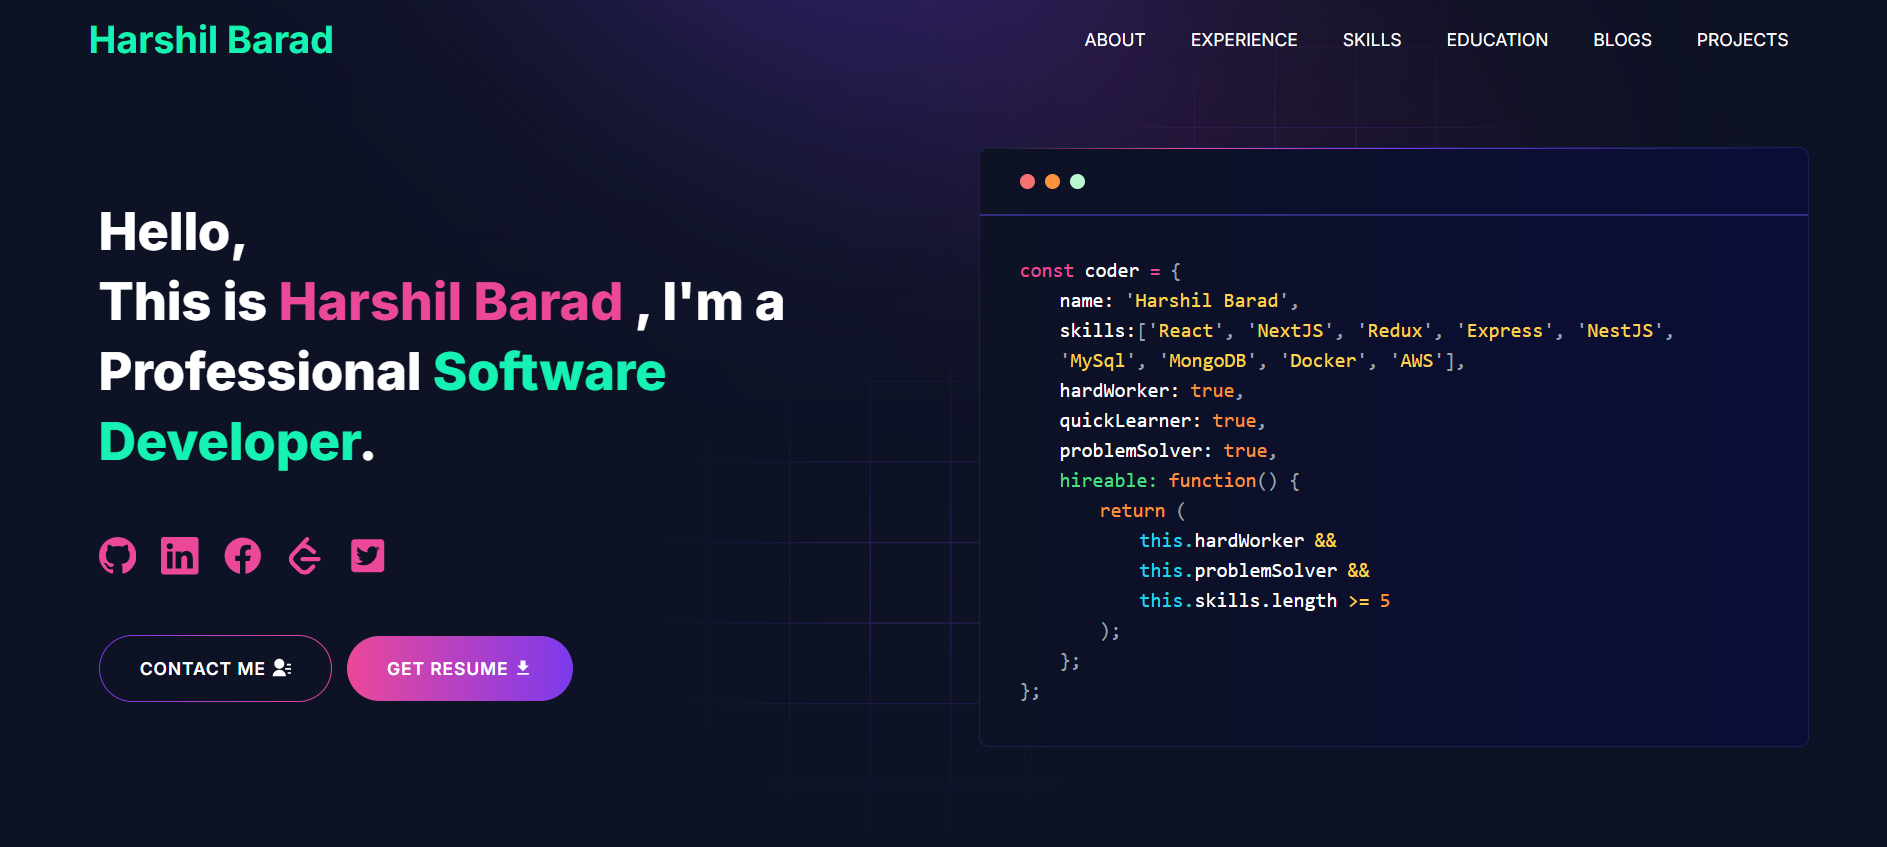 Harshil Barad
ABOUT EXPERIENCE SKILLS EDUCATION BLOGS PROJECTS
Hello,
This is Harshil Barad , I'm a
Professional Software
Developer.
CONTACT ME
GET RESUME
const coder = {
name: 'Harshil Barad',
skills:['React', 'NextJS', 'Redux', 'Express', 'NestJS',
'MySql', 'MongoDB', 'Docker', 'AWS'],
hardWorker: true,
quickLearner: true,
problemSolver: true,
hireable: function() {
return (
this.hardWorker &&
this.problemSolver &&
this.skills.length >= 5
);
};
};